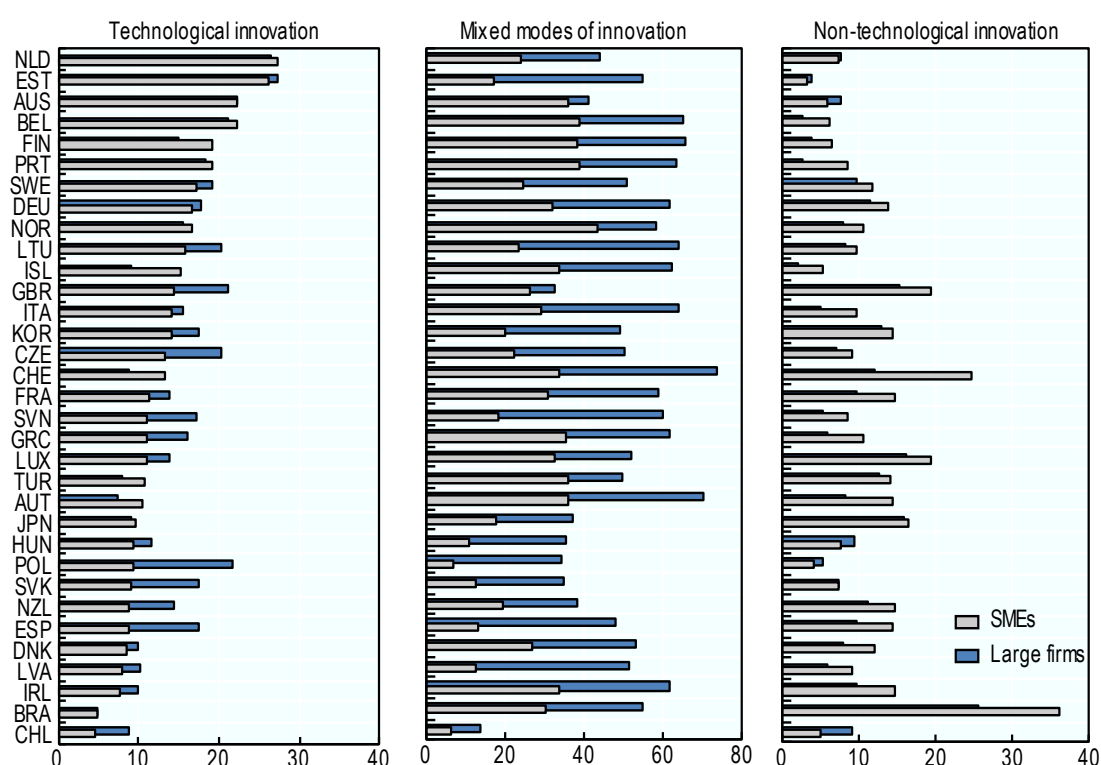 Technological innovation
Mixed modes of innovation
Non-technological innovation
NLD
EST
AUS
BEL
FIN
PRT
SWE
DEU
NOR
LTU
ISL
GBR
ITA
KOR
CZE
CHE
FRA
SVN
GRC
LUX
TUR
AUT
JPN
HUN
POL
SVK
NZL
ESP
DNK
LVA
IRL
BRA
CHL
SMEs
Large firms
0 10 20 30 40
0 20 40 60 80
0 10 20 30 40